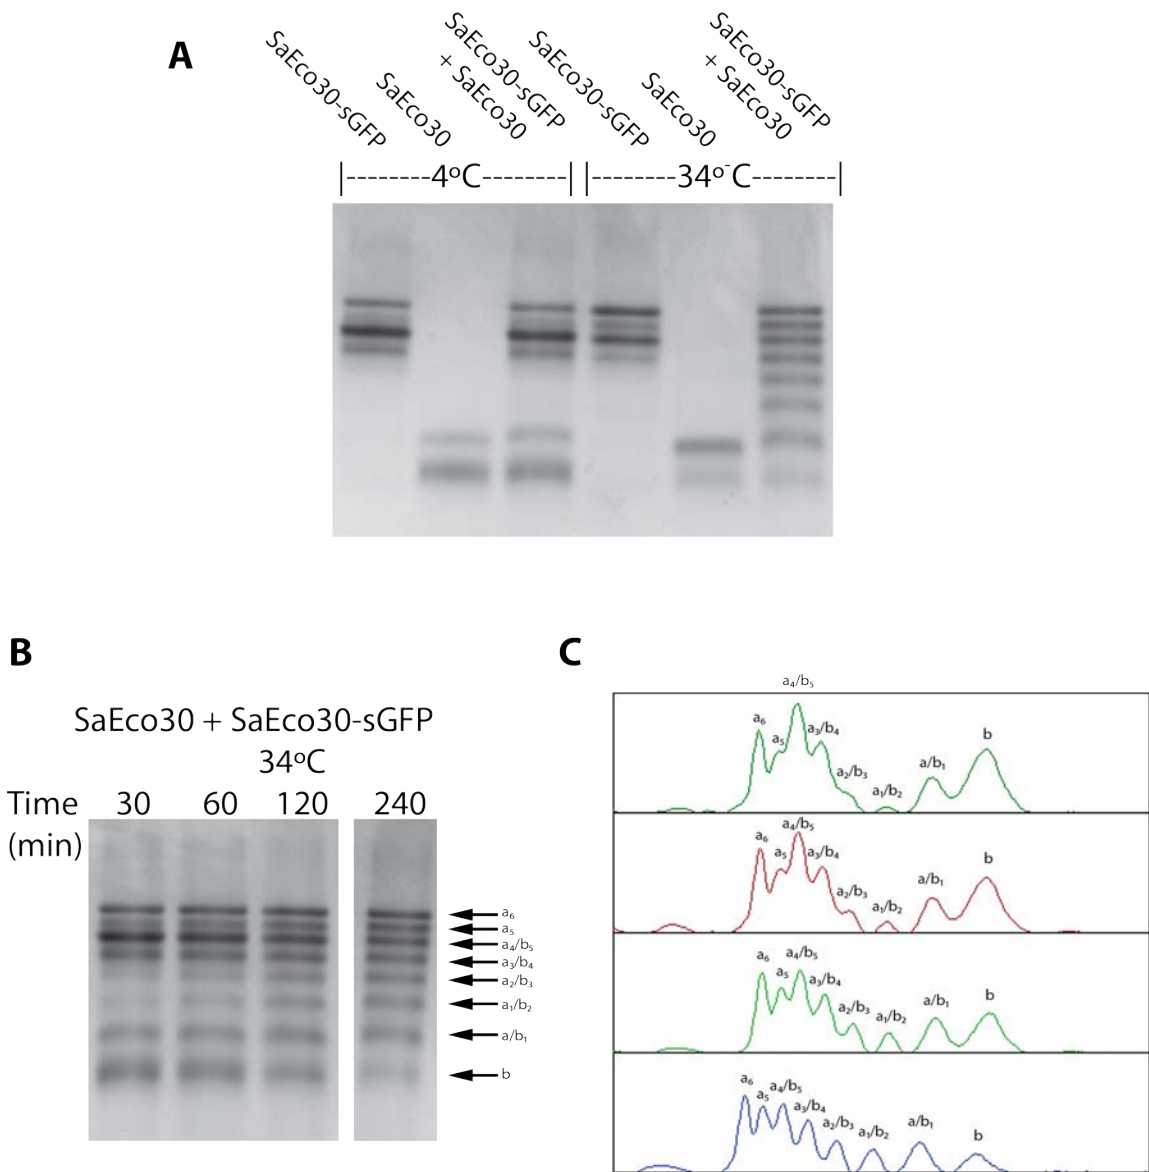 A
SaEco30-sGFP
SaEco30
SaEco30-sGFP
+ SaEco30
SaEco30-sGFP
SaEco30
SaEco30-sGFP
+ SaEco30
|--------4ºC--------| |--------34º-C--------|
B
SaEco30 + SaEco30-sGFP
34ºC
Time 30 60 120 240
(min)
a6
a5
a4/b5
a3/b4
a2/b3
a1/b2
a/b1
b
C
a6 a5 a4/b5 a3/b4 a2/b3 a1/b2 a/b1 b
a6 a5 a4/b5 a3/b4 a2/b3 a1/b2 a/b1 b
a6 a5 a4/b5 a3/b4 a2/b3 a1/b2 a/b1 b
a6 a5 a4/b5 a3/b4 a2/b3 a1/b2 a/b1 b